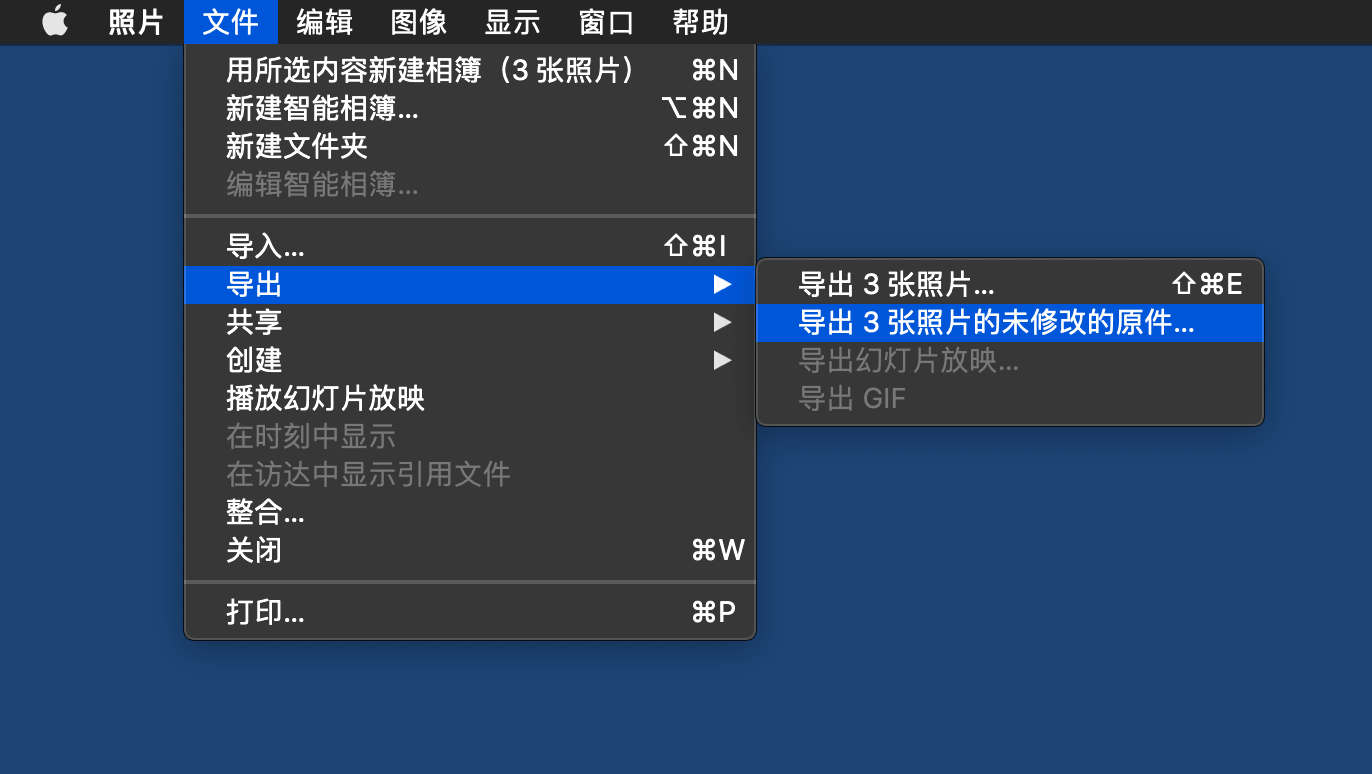 照片 文件 编辑 图像 显示 窗口 帮助
用所选内容新建相簿（3 张照片） ⌘N
新建智能相簿... ⌥⌘N
新建文件夹 ⇧⌘N
编辑智能相簿...
导入... ⇧⌘I
导出 ▶
共享 ▶
创建 ▶
播放幻灯片放映
在时刻中显示
在访达中显示引用文件
整合...
关闭 ⌘W
打印... ⌘P
导出 3 张照片... ⇧⌘E
导出 3 张照片的未修改的原件...
导出幻灯片放映...
导出 GIF